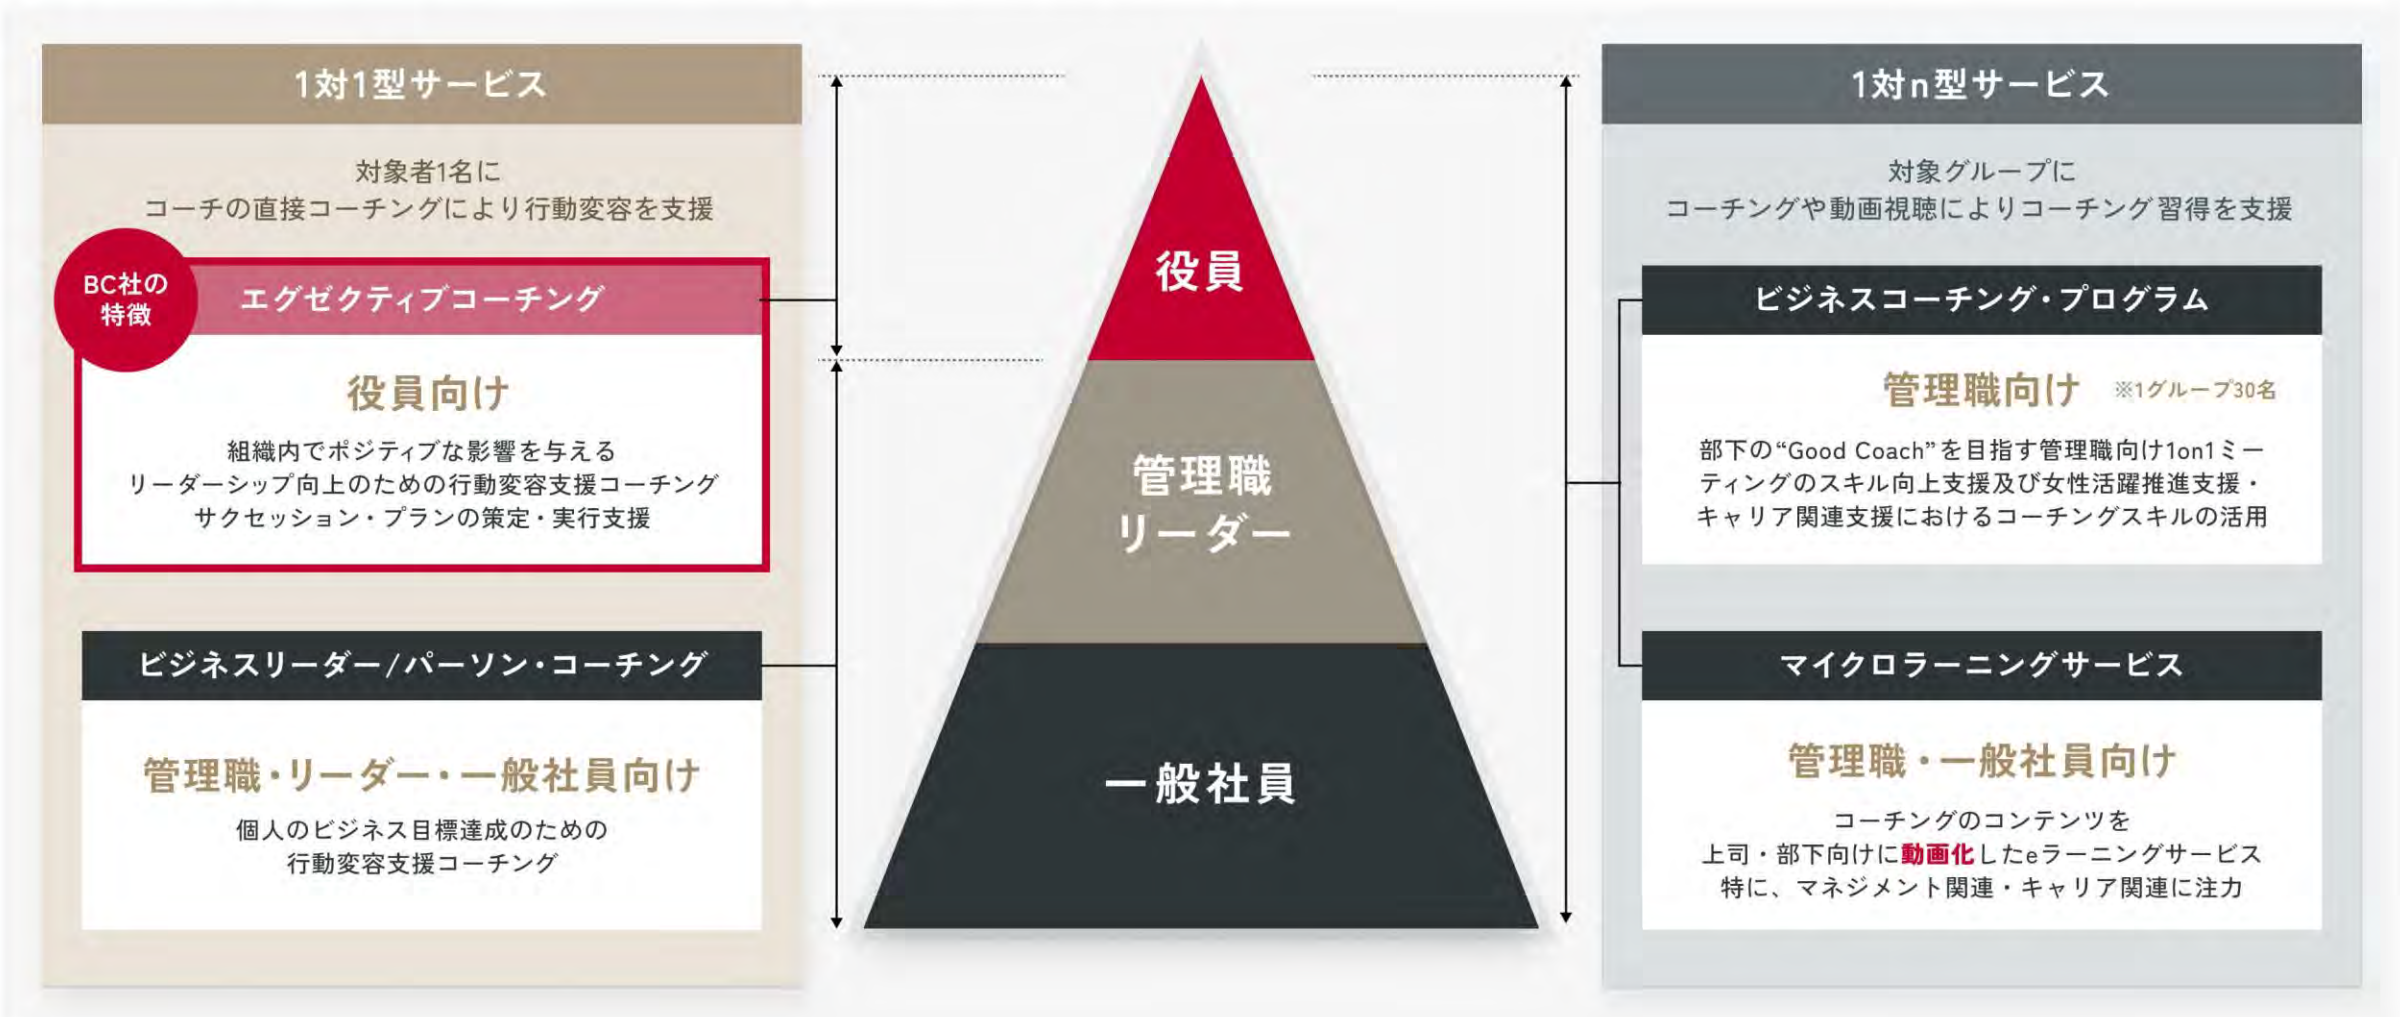 1対1型サービス
対象者1名に
コーチの直接コーチングにより行動変容を支援
BC社の
特徴
エグゼクティブコーチング
役員向け
組織内でポジティブな影響を与える
リーダーシップ向上のための行動変容支援コーチング
サクセッション・プランの策定・実行支援
ビジネスリーダー/パーソン・コーチング
管理職・リーダー・一般社員向け
個人のビジネス目標達成のための
行動変容支援コーチング
役員
管理職
リーダー
一般社員
1対n型サービス
対象グループに
コーチングや動画視聴によりコーチング習得を支援
ビジネスコーチング・プログラム
管理職向け ※1グループ30名
部下の“Good Coach”を目指す管理職向け1on1ミー
ティングのスキル向上支援及び女性活躍推進支援・
キャリア関連支援におけるコーチングスキルの活用
マイクロラーニングサービス
管理職・一般社員向け
コーチングのコンテンツを
上司・部下向けに動画化したeラーニングサービス
特に、マネジメント関連・キャリア関連に注力